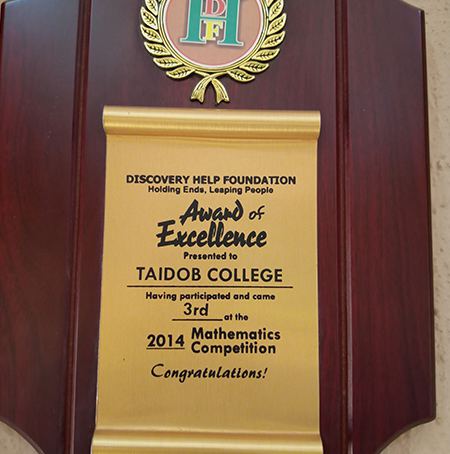 DHF
DISCOVERY HELP FOUNDATION
Holding Ends, Leaping People
Award of
Excellence
Presented to
TAIDOB COLLEGE
Having participated and came
3rd at the
2014 Mathematics
Competition
Congratulations!